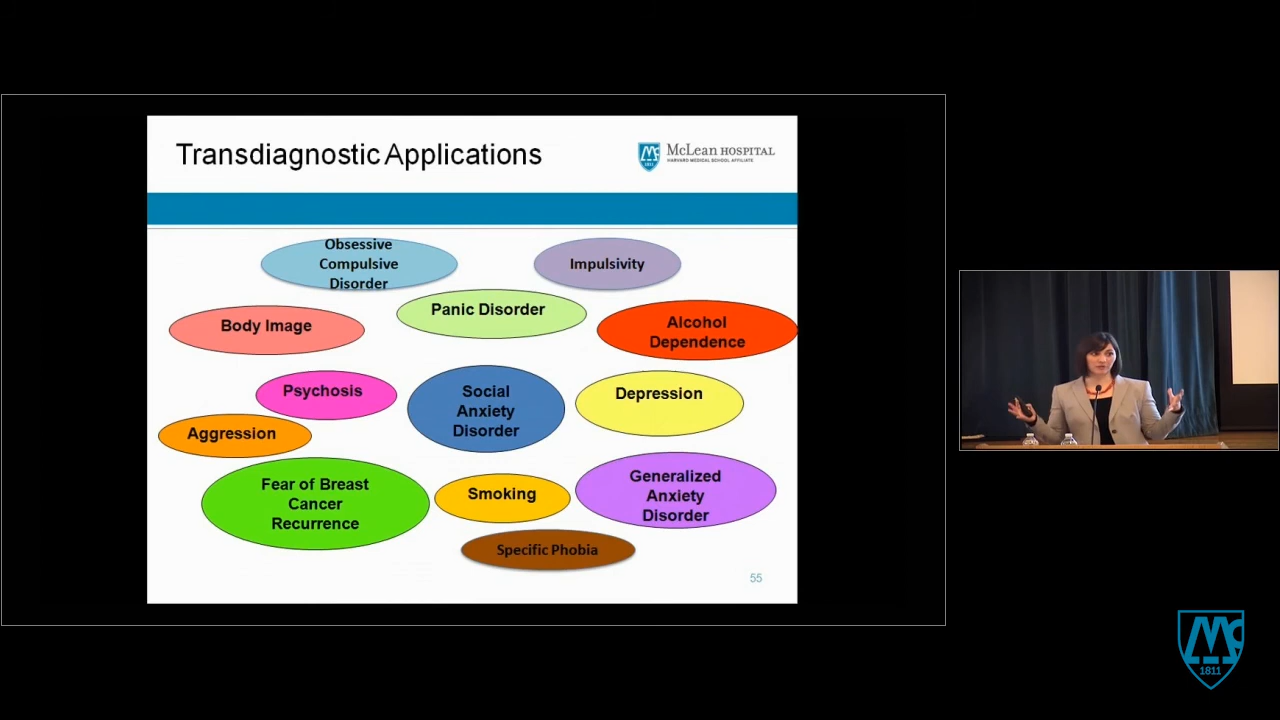 Transdiagnostic Applications
McLean HOSPITAL
HARVARD MEDICAL SCHOOL AFFILIATE
1811
Obsessive
Compulsive
Disorder
Impulsivity
Panic Disorder
Body Image
Alcohol
Dependence
Psychosis
Social
Anxiety
Disorder
Depression
Aggression
Fear of Breast
Cancer
Recurrence
Smoking
Generalized
Anxiety
Disorder
Specific Phobia
55
1811